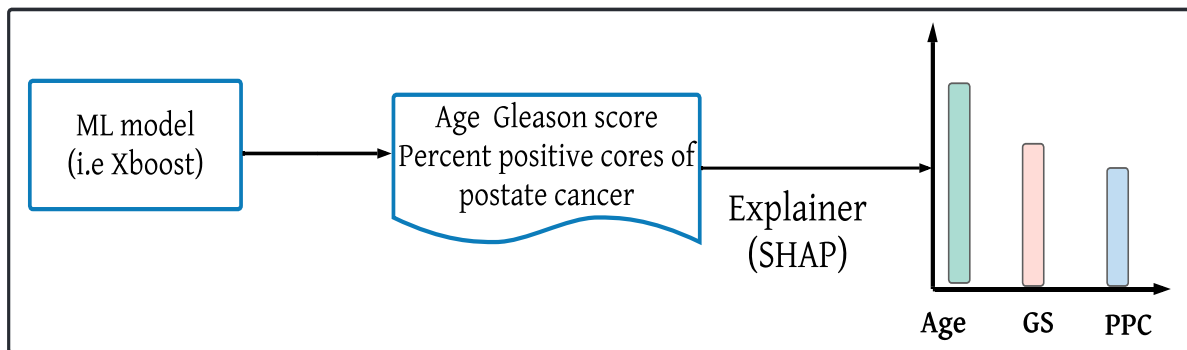 ML model
(i.e Xboost)
Age Gleason score
Percent positive cores of
postate cancer
Explainer
(SHAP)
Age
GS
PPC